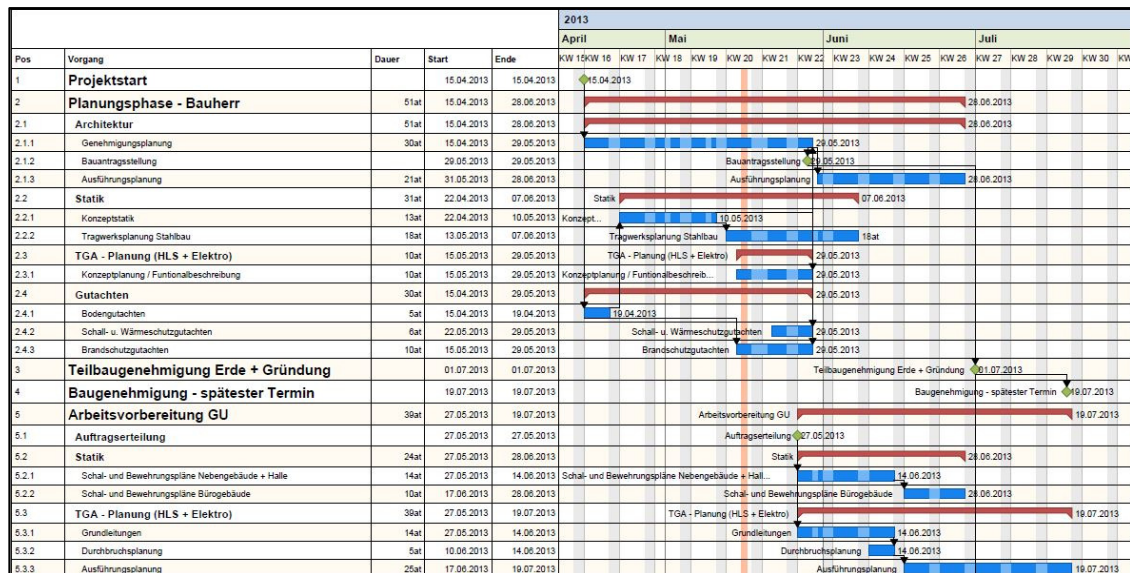 2013
April Mai Juni Juli
Pos Vorgang Dauer Start Ende KW 15 KW 16 KW 17 KW 18 KW 19 KW 20 KW 21 KW 22 KW 23 KW 24 KW 25 KW 26 KW 27 KW 28 KW 29 KW 30 KW
1 Projektstart 15.04.2013 15.04.2013 15.04.2013
2 Planungsphase - Bauherr 51at 15.04.2013 28.06.2013 28.06.2013
2.1 Architektur 51at 15.04.2013 28.06.2013 28.06.2013
2.1.1 Genehmigungsplanung 30at 15.04.2013 29.05.2013 29.05.2013
2.1.2 Bauantragsstellung 29.05.2013 29.05.2013 Bauantragsstellung 29.05.2013
2.1.3 Ausführungsplanung 21at 31.05.2013 28.06.2013 Ausführungsplanung 28.06.2013
2.2 Statik 31at 22.04.2013 07.06.2013 Statik 07.06.2013
2.2.1 Konzeptstatik 13at 22.04.2013 10.05.2013 Konzept... 10.05.2013
2.2.2 Tragwerksplanung Stahlbau 18at 13.05.2013 07.06.2013 Tragwerksplanung Stahlbau 18at
2.3 TGA - Planung (HLS + Elektro) 10at 15.05.2013 29.05.2013 TGA - Planung (HLS + Elektro) 29.05.2013
2.3.1 Konzeptplanung / Funtionalbeschreibung 10at 15.05.2013 29.05.2013 Konzeptplanung / Funtionalbeschreib... 29.05.2013
2.4 Gutachten 30at 15.04.2013 29.05.2013 29.05.2013
2.4.1 Bodengutachten 5at 15.04.2013 19.04.2013 19.04.2013
2.4.2 Schall- u. Wärmeschutzgutachten 6at 22.05.2013 29.05.2013 Schall- u. Wärmeschutzgutachten 29.05.2013
2.4.3 Brandschutzgutachten 10at 15.05.2013 29.05.2013 Brandschutzgutachten 29.05.2013
3 Teilbaugenehmigung Erde + Gründung 01.07.2013 01.07.2013 Teilbaugenehmigung Erde + Gründung 01.07.2013
4 Baugenehmigung - spätester Termin 19.07.2013 19.07.2013 Baugenehmigung - spätester Termin 19.07.2013
5 Arbeitsvorbereitung GU 39at 27.05.2013 19.07.2013 Arbeitsvorbereitung GU 19.07.2013
5.1 Auftragserteilung 27.05.2013 27.05.2013 Auftragserteilung 27.05.2013
5.2 Statik 24at 27.05.2013 28.06.2013 Statik 28.06.2013
5.2.1 Schal- und Bewehrungspläne Nebengebäude + Halle 14at 27.05.2013 14.06.2013 Schal- und Bewehrungspläne Nebengebäude + Hall... 14.06.2013
5.2.2 Schal- und Bewehrungspläne Bürogebäude 10at 17.06.2013 28.06.2013 Schal- und Bewehrungspläne Bürogebäude 28.06.2013
5.3 TGA - Planung (HLS + Elektro) 39at 27.05.2013 19.07.2013 TGA - Planung (HLS + Elektro) 19.07.2013
5.3.1 Grundleitungen 14at 27.05.2013 14.06.2013 Grundleitungen 14.06.2013
5.3.2 Durchbruchsplanung 5at 10.06.2013 14.06.2013 Durchbruchsplanung 14.06.2013
5.3.3 Ausführungsplanung 25at 17.06.2013 19.07.2013 Ausführungsplanung 19.07.2013